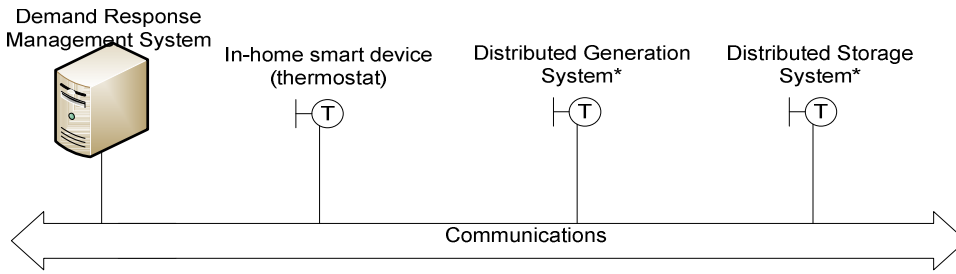 Demand Response
Management System
In-home smart device
(thermostat)
T
Distributed Generation
System*
T
Distributed Storage
System*
T
Communications